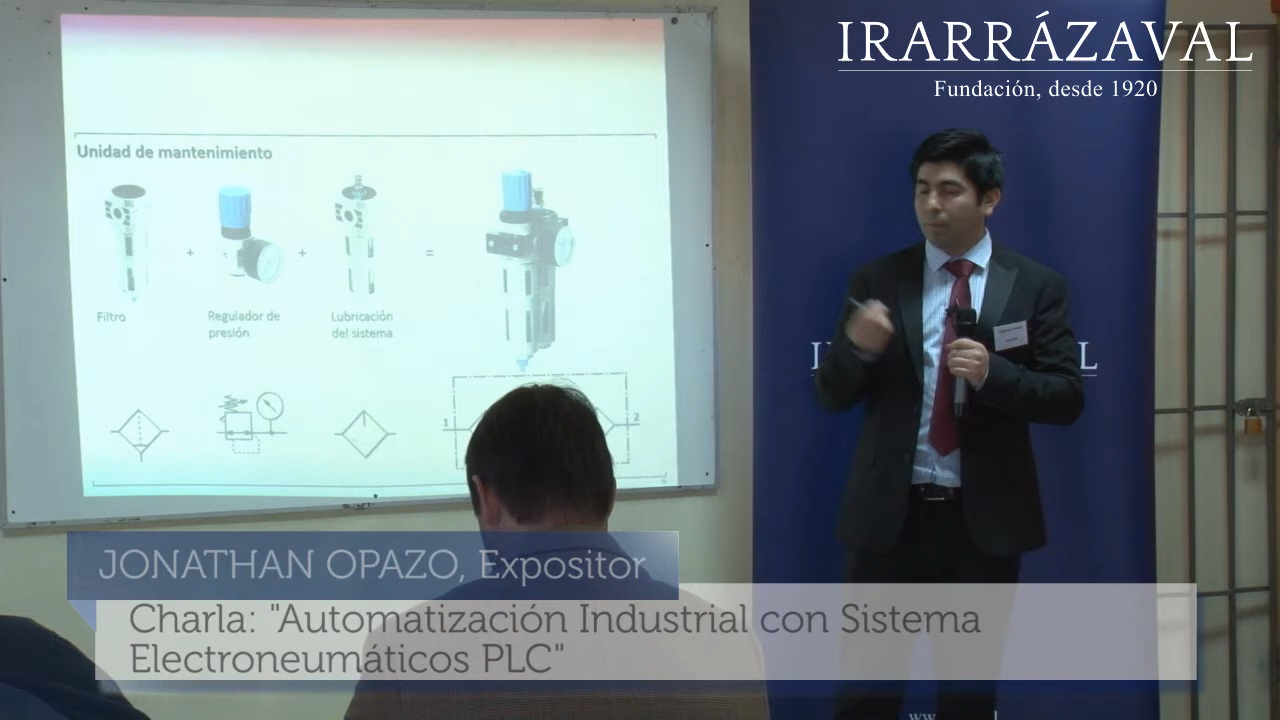 IRARRÁZAVAL
Fundación, desde 1920
Unidad de mantenimiento
+
+
=
Filtro
Regulador de
presión
Lubricación
del sistema
1
2
JONATHAN OPAZO, Expositor
Charla: "Automatización Industrial con Sistema
Electroneumáticos PLC"